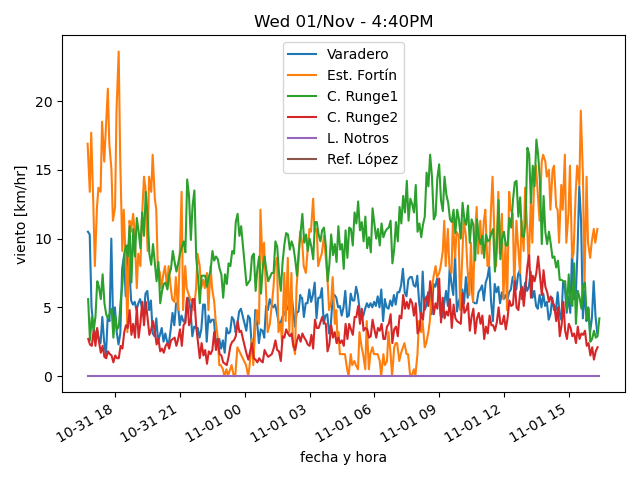 Wed 01/Nov - 4:40PM
Varadero
Est. Fortín
C. Runge1
C. Runge2
L. Notros
Ref. López
viento [km/hr]
20
15
10
5
0
10-31 18
10-31 21
11-01 00
11-01 03
11-01 06
11-01 09
11-01 12
11-01 15
fecha y hora